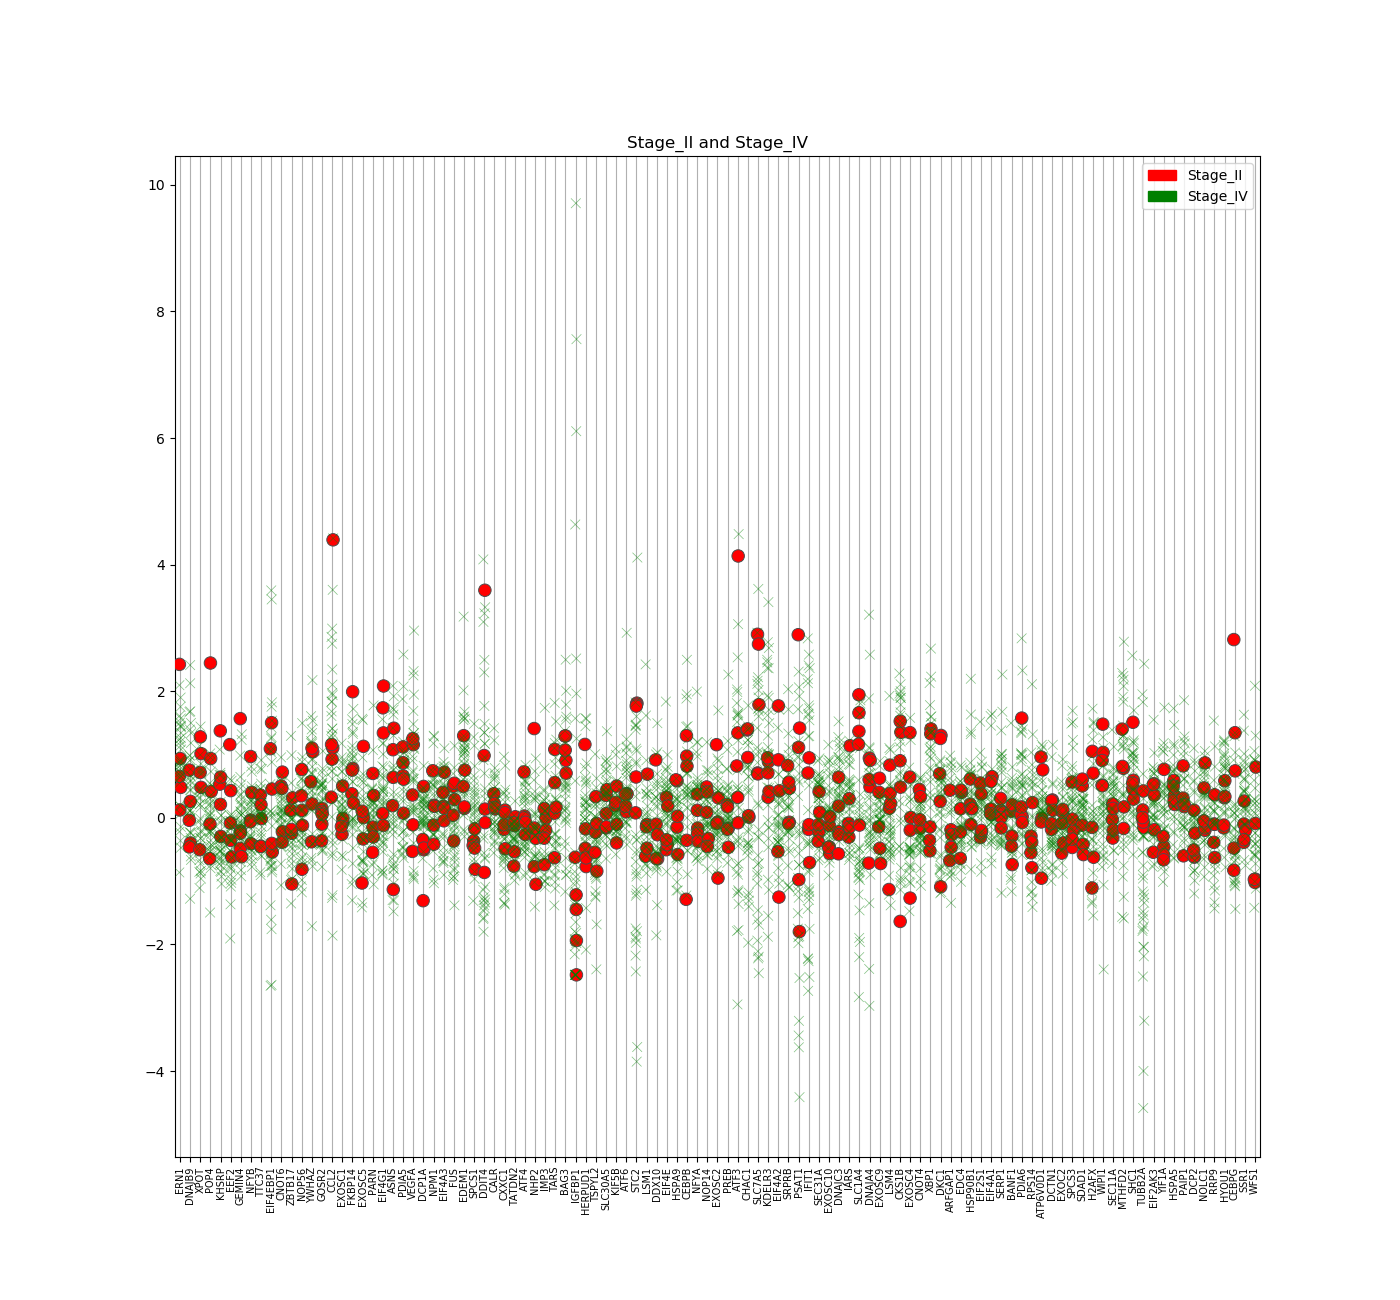 Stage_II and Stage_IV
Stage_II
Stage_IV
10
8
6
4
2
0
−2
−4
ERN1
DNAJB9
XPOT
POP4
KHSRP
EEF2
GEMIN4
NFYB
TTC37
EIF4EBP1
CNOT6
ZBTB17
NOP56
YWHAZ
GOSR2
CCL2
EXOSC1
FKBP14
EXOSC5
PARN
EIF4G1
ASNS
PDIA5
VEGFA
DCP1A
NPM1
EIF4A3
FUS
EDEM1
SPCS1
DDIT4
CALR
CXXC1
TATDN2
ATF4
NHP2
IMP3
TARS
BAG3
IGFBP1
HERPUD1
TSPYL2
SLC30A5
KIF5B
ATF6
STC2
LSM1
DDX10
EIF4E
HSPA9
CEBPB
NFYA
NOP14
EXOSC2
PREB
ATF3
CHAC1
SLC7A5
KDELR3
EIF4A2
SRPRB
PSAT1
IFIT1
SEC31A
EXOSC10
DNAJC3
IARS
SLC1A4
DNAJA4
EXOSC9
LSM4
CKS1B
EXOSC4
CNOT4
XBP1
DKC1
ARFGAP1
EDC4
HSP90B1
EIF2S1
EIF4A1
SERP1
BANF1
PDIA6
RPS14
ATP6V0D1
DCTN1
EXOC2
SPCS3
SDAD1
H2AFX
WIPI1
SEC11A
MTHFD2
SHC1
TUBB2A
EIF2AK3
YIF1A
HSPA5
PAIP1
DCP2
NOLC1
RRP9
HYOU1
CEBPG
SSR1
WFS1